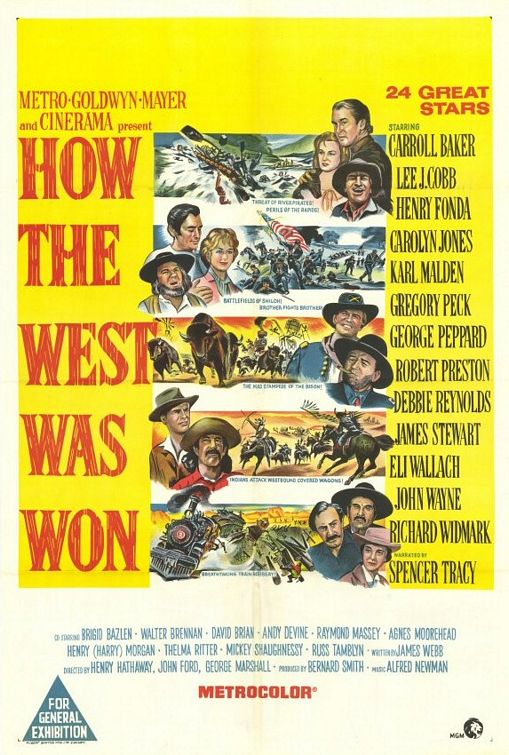 METRO-GOLDWYN-MAYER
and CINERAMA present
HOW
THE
WEST
WAS
WON
24 GREAT
STARS
STARRING
CARROLL BAKER
LEE J. COBB
HENRY FONDA
CAROLYN JONES
KARL MALDEN
GREGORY PECK
GEORGE PEPPARD
ROBERT PRESTON
DEBBIE REYNOLDS
JAMES STEWART
ELI WALLACH
JOHN WAYNE
RICHARD WIDMARK
NARRATED BY
SPENCER TRACY
THREAT OF RIVER PIRATES!
PERILS OF THE RAPIDS!
BATTLEFIELDS OF SHILOH!
BROTHER FIGHTS BROTHER!
THE MAD STAMPEDE OF THE BISON!
INDIANS ATTACK WESTBOUND COVERED WAGONS!
BREATHTAKING TRAIN ROBBERY!
CO-STARRING BRIGID BAZLEN · WALTER BRENNAN · DAVID BRIAN · ANDY DEVINE · RAYMOND MASSEY · AGNES MOOREHEAD
HENRY (HARRY) MORGAN · THELMA RITTER · MICKEY SHAUGHNESSY · RUSS TAMBLYN · WRITTEN BY JAMES WEBB
DIRECTED BY HENRY HATHAWAY, JOHN FORD, GEORGE MARSHALL · PRODUCED BY BERNARD SMITH · MUSIC ALFRED NEWMAN
METROCOLOR®
FOR
GENERAL
EXHIBITION
MGM